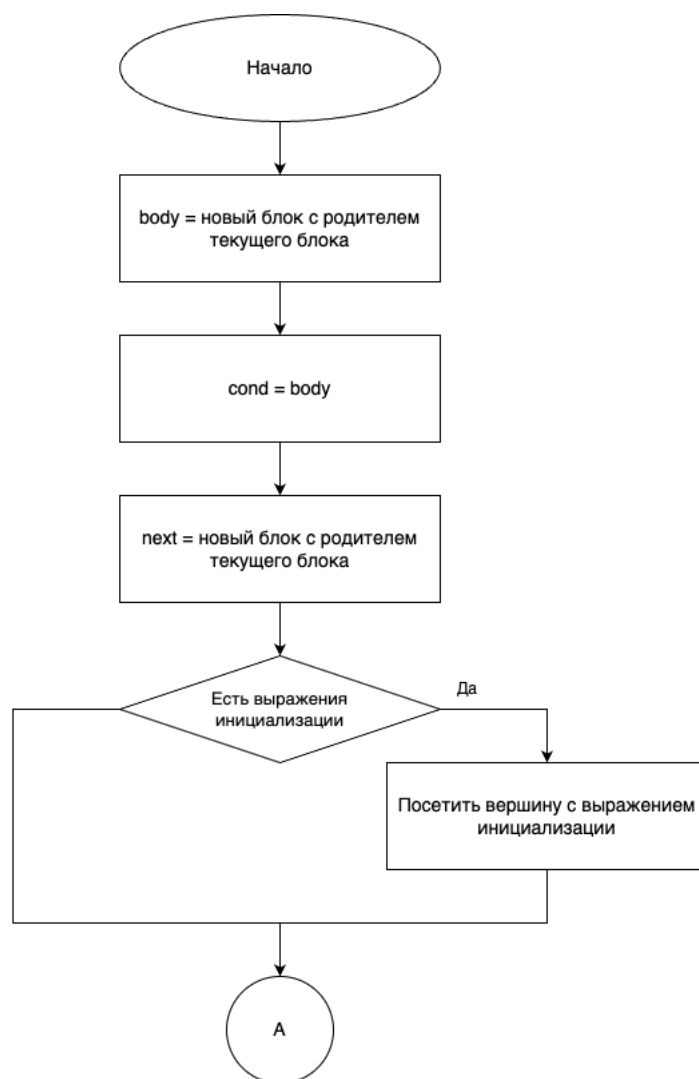 Начало
body = новый блок с родителем
текущего блока
cond = body
next = новый блок с родителем
текущего блока
Есть выражения
инициализации
Да
Посетить вершину с выражением
инициализации
А